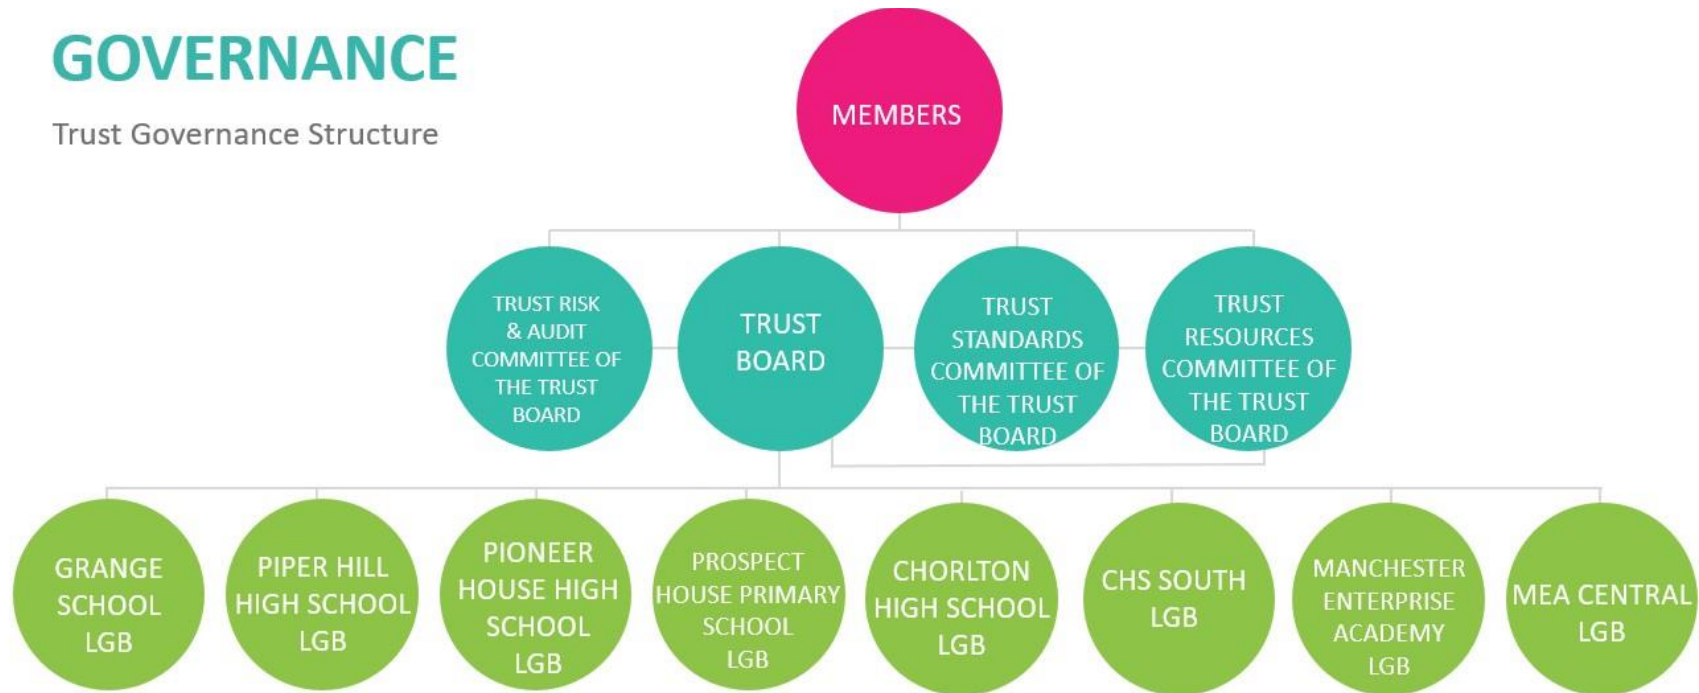 GOVERNANCE
Trust Governance Structure
MEMBERS
TRUST RISK
& AUDIT
COMMITTEE OF
THE TRUST
BOARD
TRUST
BOARD
TRUST
STANDARDS
COMMITTEE OF
THE TRUST
BOARD
TRUST
RESOURCES
COMMITTEE OF
THE TRUST
BOARD
GRANGE
SCHOOL
LGB
PIPER HILL
HIGH SCHOOL
LGB
PIONEER
HOUSE HIGH
SCHOOL
LGB
PROSPECT
HOUSE PRIMARY
SCHOOL
LGB
CHORLTON
HIGH SCHOOL
LGB
CHS SOUTH
LGB
MANCHESTER
ENTERPRISE
ACADEMY
LGB
MEA CENTRAL
LGB